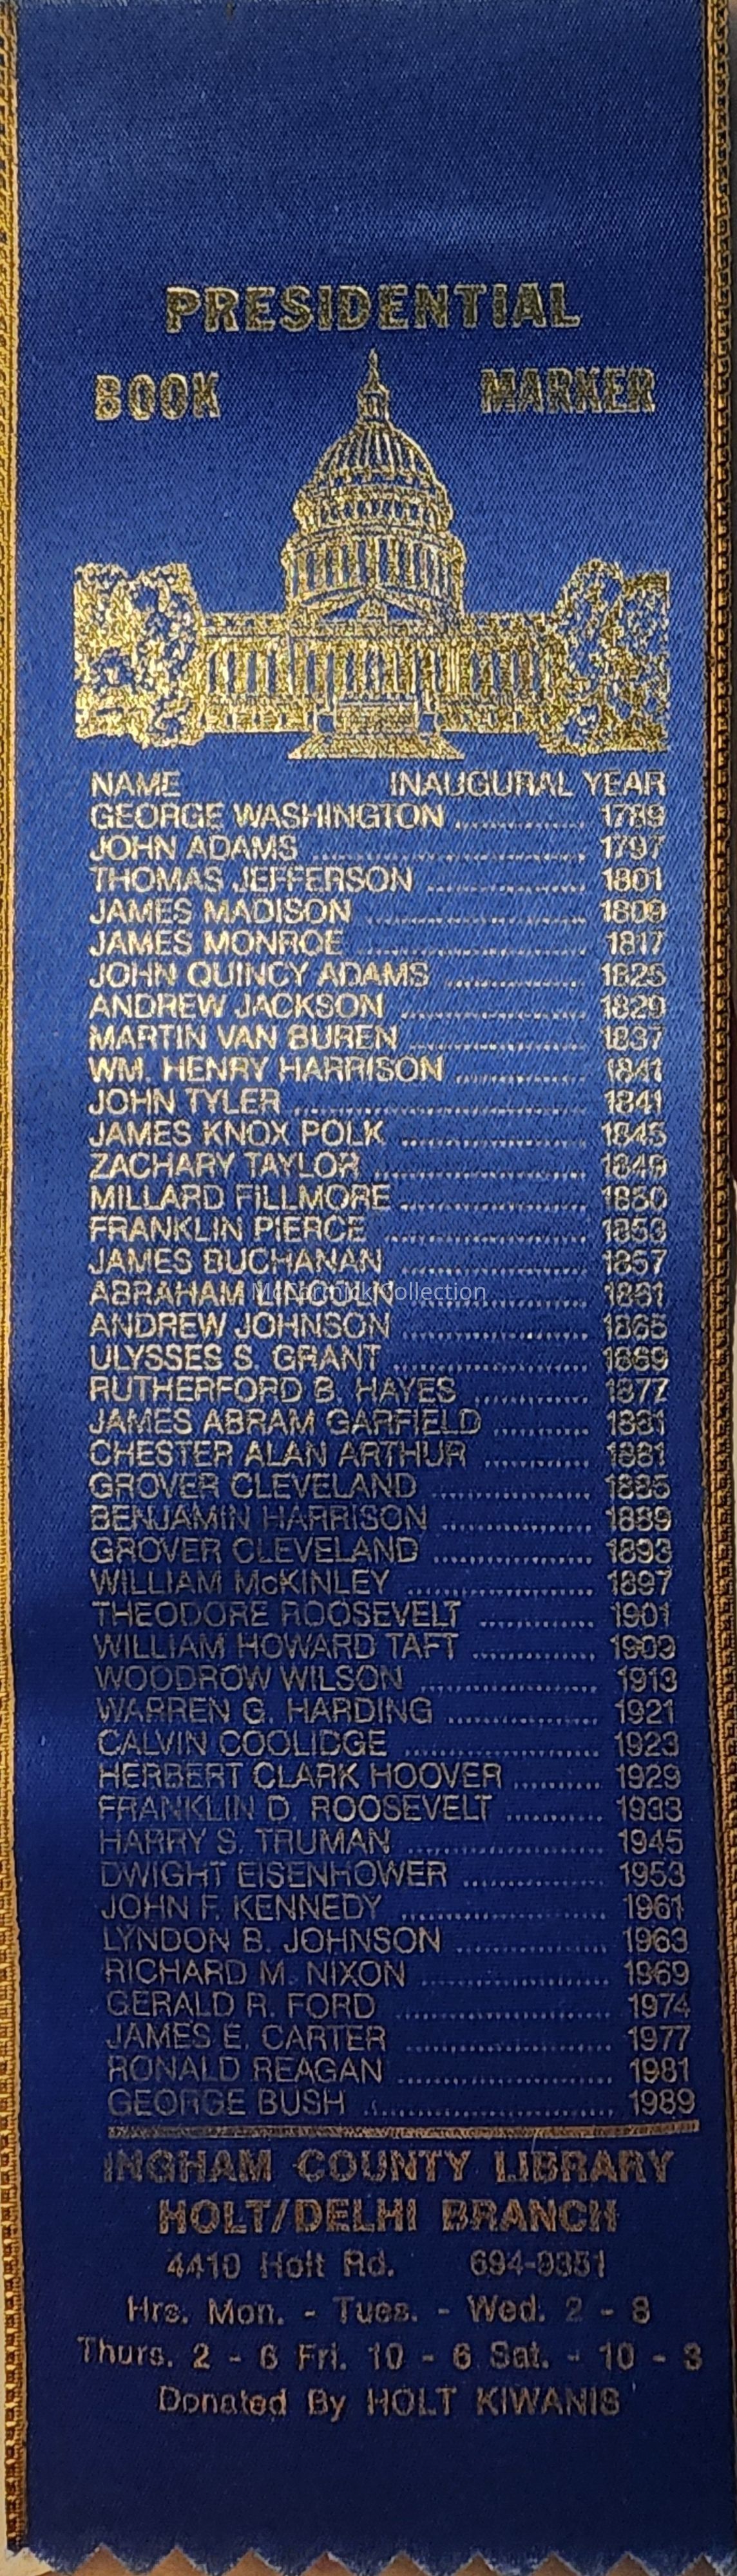 PRESIDENTIAL
BOOK MARKER
NAME INAUGURAL YEAR
GEORGE WASHINGTON .............. 1789
JOHN ADAMS .............................. 1797
THOMAS JEFFERSON ................. 1801
JAMES MADISON ........................ 1809
JAMES MONROE ......................... 1817
JOHN QUINCY ADAMS ............... 1825
ANDREW JACKSON .................... 1829
MARTIN VAN BUREN ................... 1837
WM. HENRY HARRISON .............. 1841
JOHN TYLER ................................ 1841
JAMES KNOX POLK .................... 1845
ZACHARY TAYLOR ....................... 1849
MILLARD FILLMORE .................... 1850
FRANKLIN PIERCE ...................... 1853
JAMES BUCHANAN .................... 1857
ABRAHAM LINCOLN .................... 1861
McCormick Collection
ANDREW JOHNSON .................... 1865
ULYSSES S. GRANT ..................... 1869
RUTHERFORD B. HAYES ............. 1877
JAMES ABRAM GARFIELD .......... 1881
CHESTER ALAN ARTHUR ........... 1881
GROVER CLEVELAND ................. 1885
BENJAMIN HARRISON ................ 1889
GROVER CLEVELAND ................. 1893
WILLIAM McKINLEY .................... 1897
THEODORE ROOSEVELT ............ 1901
WILLIAM HOWARD TAFT ............. 1909
WOODROW WILSON ................... 1913
WARREN G. HARDING ................ 1921
CALVIN COOLIDGE ..................... 1923
HERBERT CLARK HOOVER ......... 1929
FRANKLIN D. ROOSEVELT .......... 1933
HARRY S. TRUMAN .................... 1945
DWIGHT EISENHOWER .............. 1953
JOHN F. KENNEDY ...................... 1961
LYNDON B. JOHNSON ................ 1963
RICHARD M. NIXON ................... 1969
GERALD R. FORD ....................... 1974
JAMES E. CARTER ...................... 1977
RONALD REAGAN ....................... 1981
GEORGE BUSH .......................... 1989
INGHAM COUNTY LIBRARY
HOLT/DELHI BRANCH
4410 Holt Rd. 694-9351
Hrs. Mon. - Tues. - Wed. 2 - 8
Thurs. 2 - 6 Fri. 10 - 6 Sat. - 10 - 3
Donated By HOLT KIWANIS